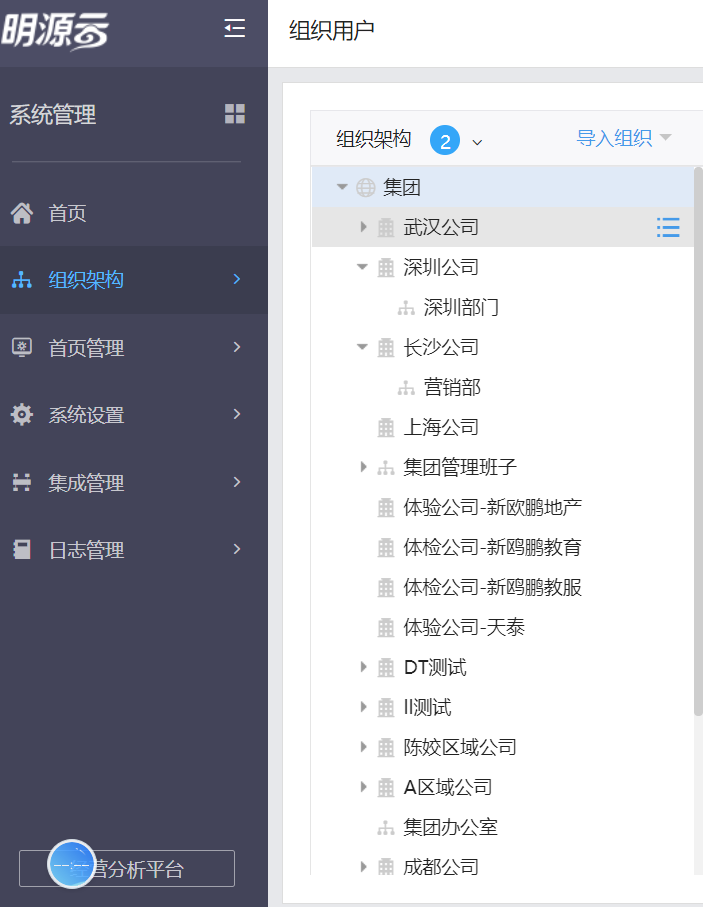 明源云
组织用户
系统管理
首页
组织架构
首页管理
系统设置
集成管理
日志管理
营分析平台
组织架构 2
导入组织
集团
武汉公司
深圳公司
深圳部门
长沙公司
营销部
上海公司
集团管理班子
体验公司-新欧鹏地产
体检公司-新鸥鹏教育
体检公司-新鸥鹏教服
体验公司-天泰
DT测试
II测试
陈姣区域公司
A区域公司
集团办公室
成都公司